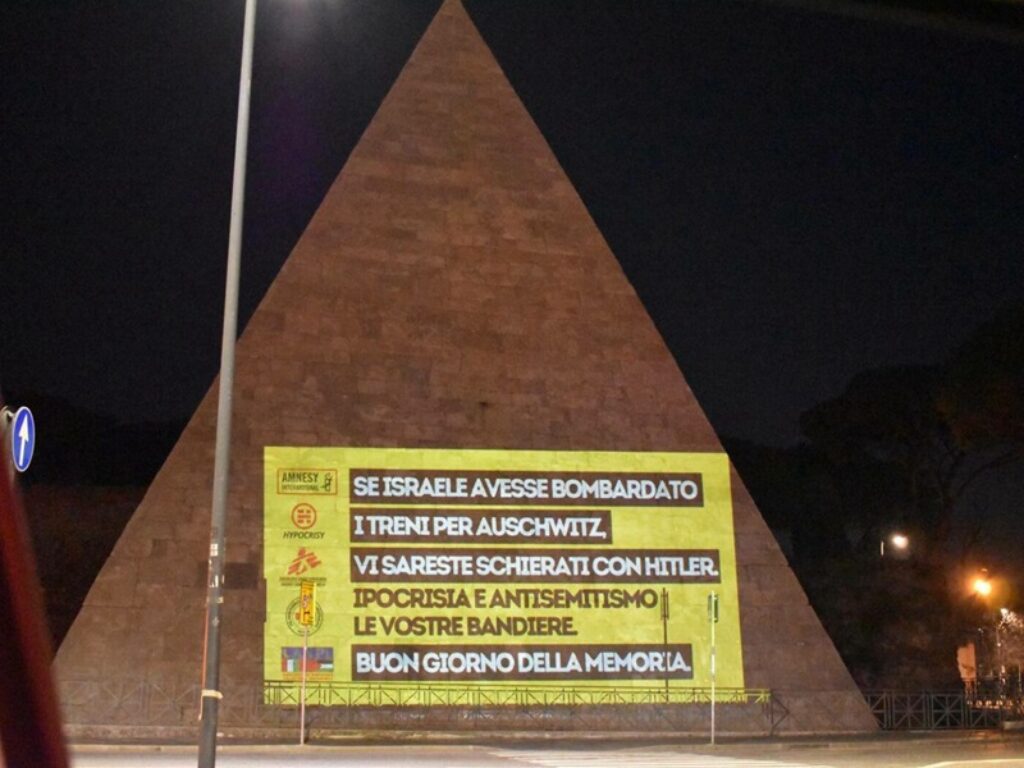 AMNESY
INTERNATIONAL
HYPOCRISY
SE ISRAELE AVESSE BOMBARDATO
I TRENI PER AUSCHWITZ,
VI SARESTE SCHIERATI CON HITLER.
IPOCRISIA E ANTISEMITISMO
LE VOSTRE BANDIERE.
BUON GIORNO DELLA MEMORIA.